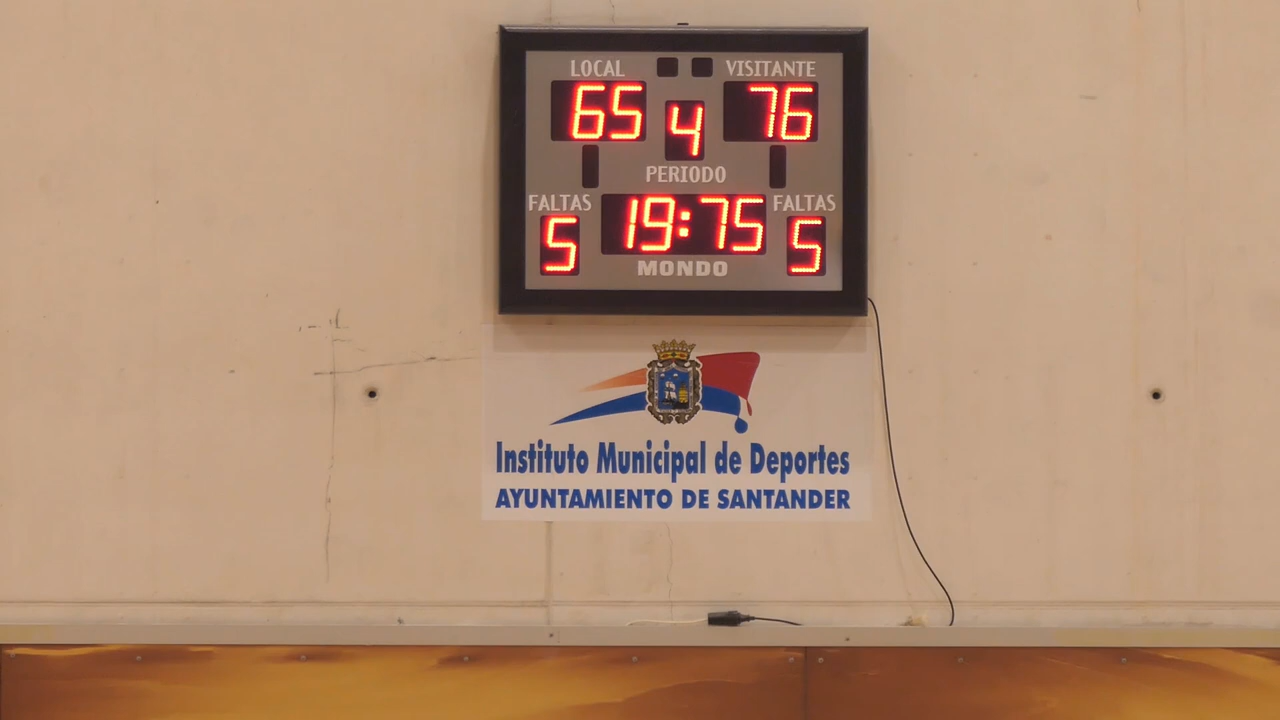 LOCAL VISITANTE
65 4 76
PERIODO
FALTAS 19:75 FALTAS
5 5
MONDO
Instituto Municipal de Deportes
AYUNTAMIENTO DE SANTANDER